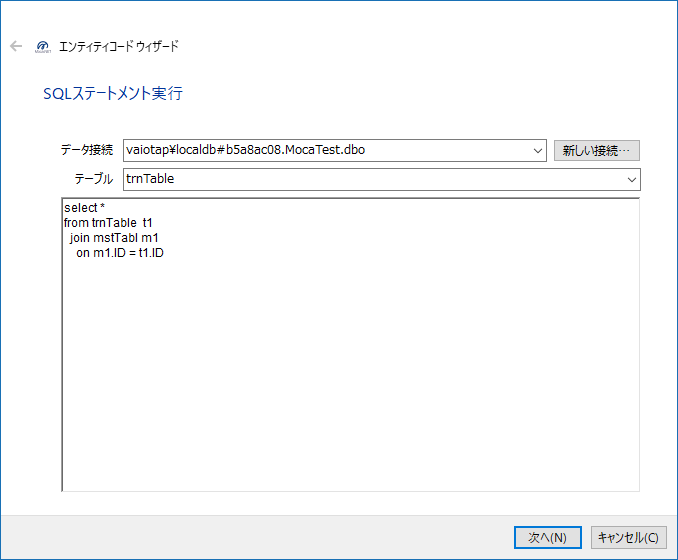 エンティティコード ウィザード
SQLステートメント実行
データ接続 vaiotap¥localdb#b5a8ac08.MocaTest.dbo 新しい接続…
テーブル trnTable
select *
from trnTable  t1
  join mstTabl m1
    on m1.ID = t1.ID
次へ(N) キャンセル(C)